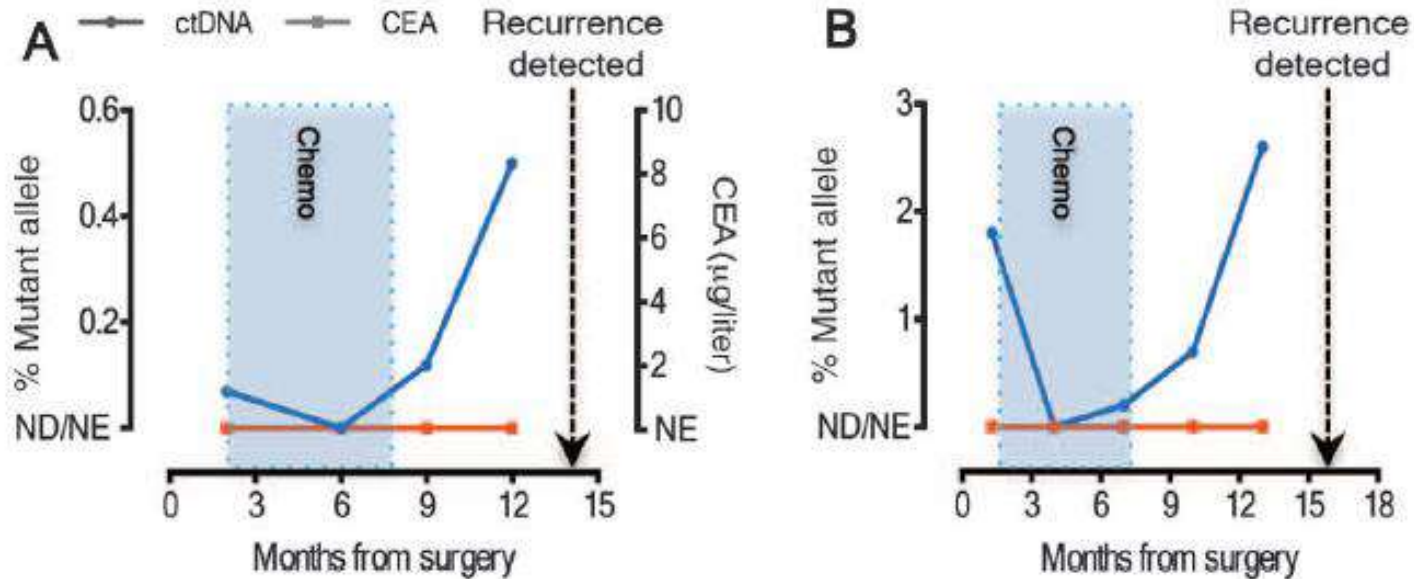 A
ctDNA
CEA
Recurrence
detected
0.6
0.4
0.2
ND/NE
% Mutant allele
Chemo
10
8
6
4
2
NE
CEA (µg/liter)
0 3 6 9 12 15
Months from surgery
B
Recurrence
detected
3
2
1
ND/NE
% Mutant allele
Chemo
0 3 6 9 12 15 18
Months from surgery